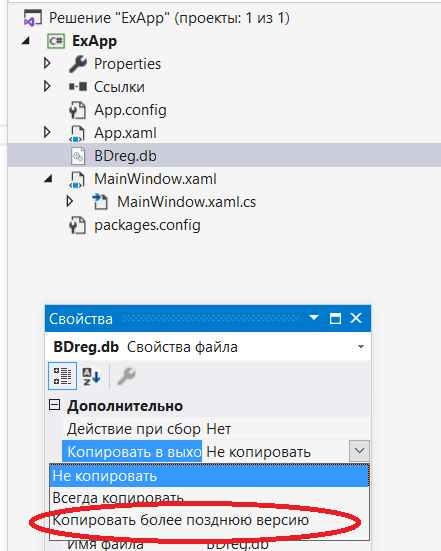 Решение "ExApp" (проекты: 1 из 1)
C# ExApp
Properties
Ссылки
App.config
App.xaml
BDreg.db
MainWindow.xaml
MainWindow.xaml.cs
packages.config
Свойства
BDreg.db Свойства файла
Дополнительно
Действие при сбор Нет
Копировать в выхо Не копировать
Не копировать
Всегда копировать
Копировать более позднюю версию
Имя файла BDreg.db